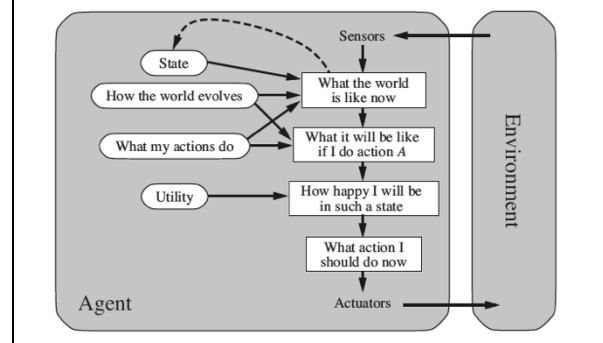 Sensors
State
What the world
is like now
How the world evolves
What my actions do
What it will be like
if I do action A
Utility
How happy I will be
in such a state
What action I
should do now
Agent
Actuators
Environment